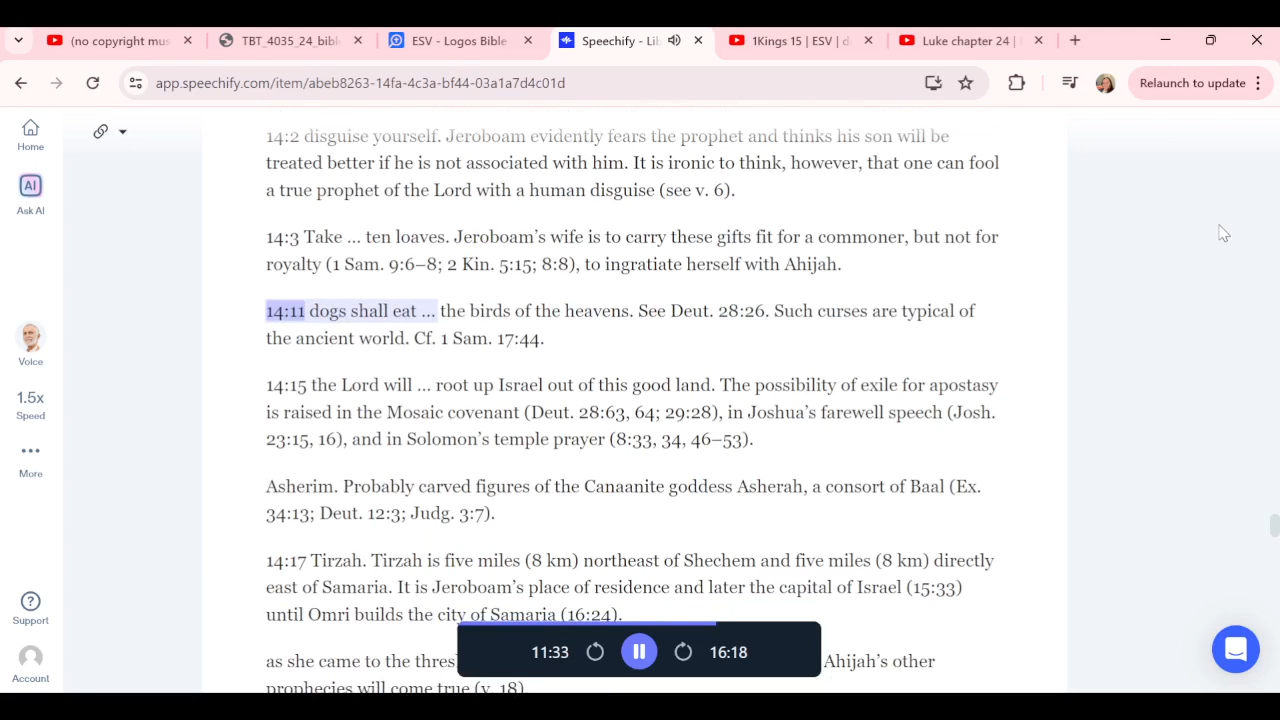 (no copyright mus
TBT_4035_24_bible
ESV - Logos Bible
Speechify - Lib
1Kings 15 | ESV | d
Luke chapter 24 |
app.speechify.com/item/abeb8263-14fa-4c3a-bf44-03a1a7d4c01d
Relaunch to update
Home
AI
Ask AI
Voice
1.5x
Speed
More
Support
Account
14:2 disguise yourself. Jeroboam evidently fears the prophet and thinks his son will be
treated better if he is not associated with him. It is ironic to think, however, that one can fool
a true prophet of the Lord with a human disguise (see v. 6).
14:3 Take … ten loaves. Jeroboam’s wife is to carry these gifts fit for a commoner, but not for
royalty (1 Sam. 9:6–8; 2 Kin. 5:15; 8:8), to ingratiate herself with Ahijah.
14:11 dogs shall eat … the birds of the heavens. See Deut. 28:26. Such curses are typical of
the ancient world. Cf. 1 Sam. 17:44.
14:15 the Lord will … root up Israel out of this good land. The possibility of exile for apostasy
is raised in the Mosaic covenant (Deut. 28:63, 64; 29:28), in Joshua’s farewell speech (Josh.
23:15, 16), and in Solomon’s temple prayer (8:33, 34, 46–53).
Asherim. Probably carved figures of the Canaanite goddess Asherah, a consort of Baal (Ex.
34:13; Deut. 12:3; Judg. 3:7).
14:17 Tirzah. Tirzah is five miles (8 km) northeast of Shechem and five miles (8 km) directly
east of Samaria. It is Jeroboam’s place of residence and later the capital of Israel (15:33)
until Omri builds the city of Samaria (16:24).
as she came to the thres Ahijah’s other
prophecies will come true (v. 18).
11:33
16:18